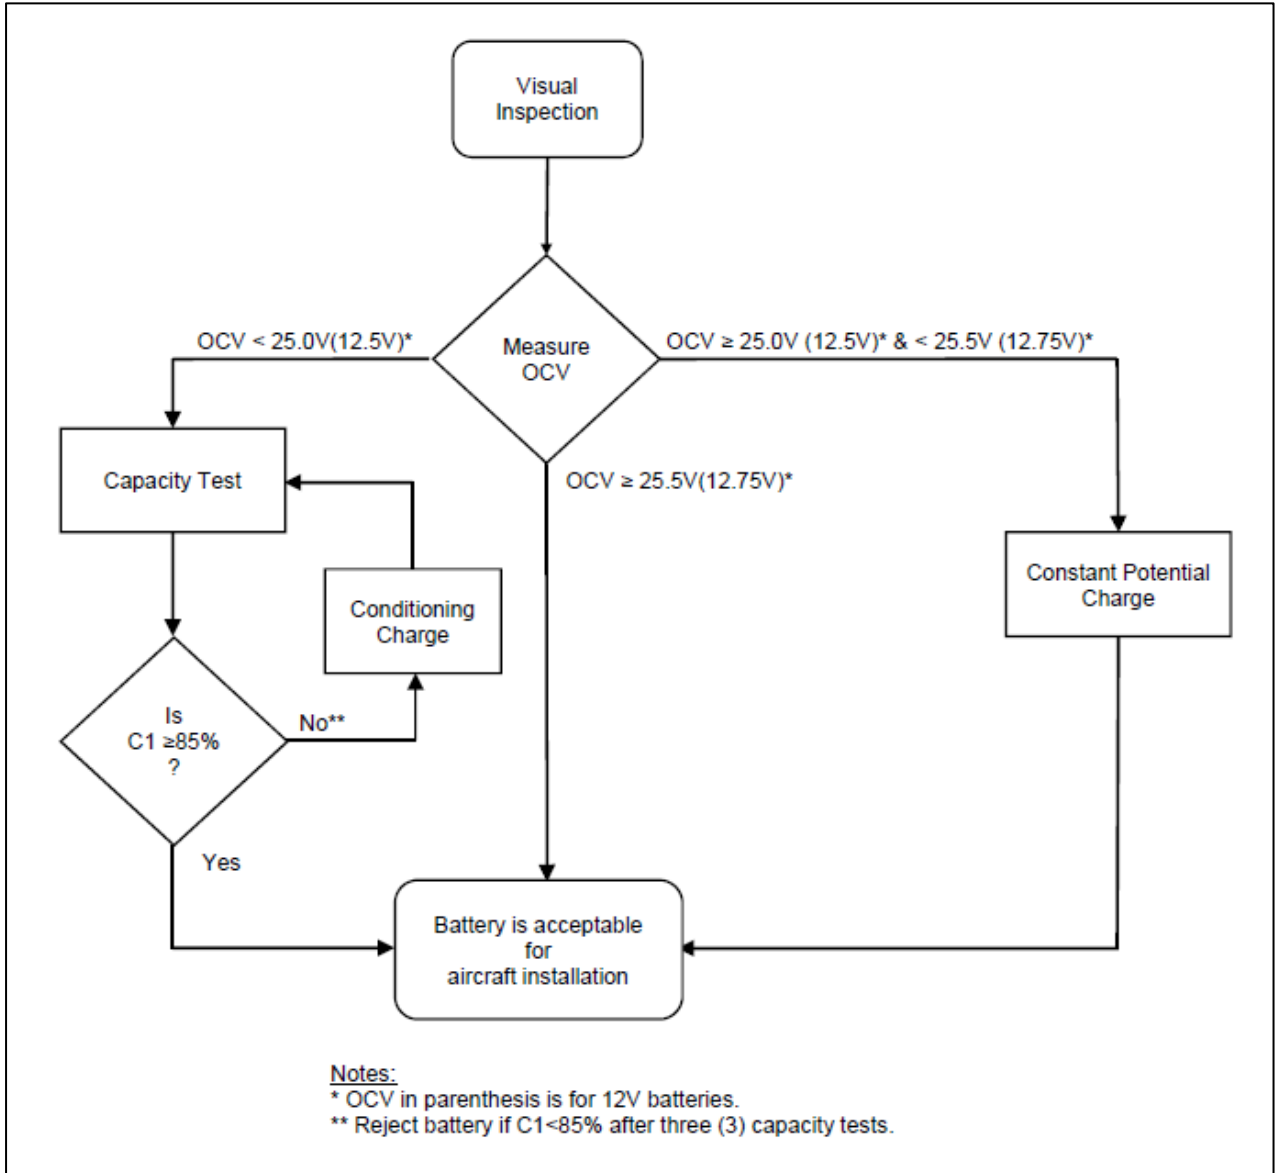 Visual
Inspection
OCV < 25.0V(12.5V)*
Measure
OCV
OCV ≥ 25.0V (12.5V)* & < 25.5V (12.75V)*
Capacity Test
OCV ≥ 25.5V(12.75V)*
Conditioning
Charge
Constant Potential
Charge
Is
C1 ≥85%
?
No**
Yes
Battery is acceptable
for
aircraft installation
Notes:
* OCV in parenthesis is for 12V batteries.
** Reject battery if C1<85% after three (3) capacity tests.